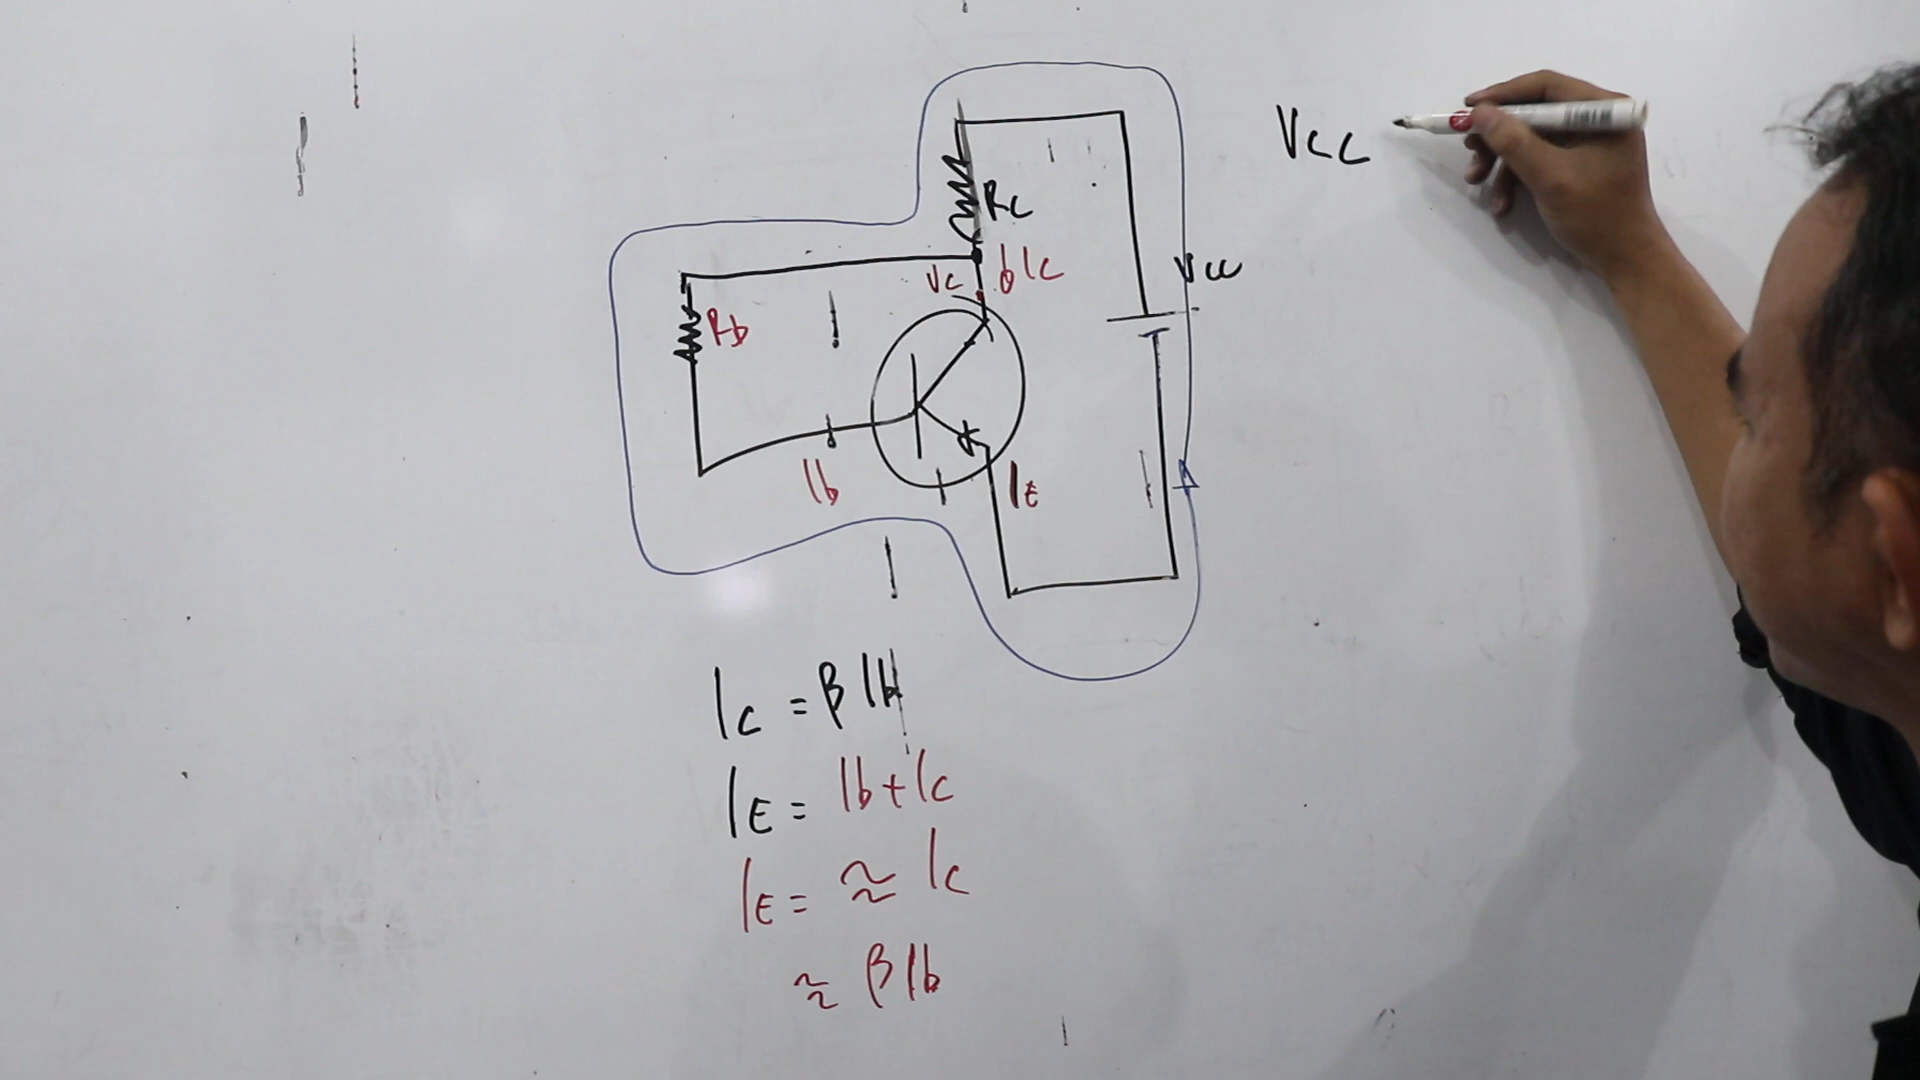 Vcc
Rc
Vc Ic
Vcc
Rb
Ib
IE
Ic = β Ib
IE = Ib + Ic
IE = ≈ Ic
≈ β Ib